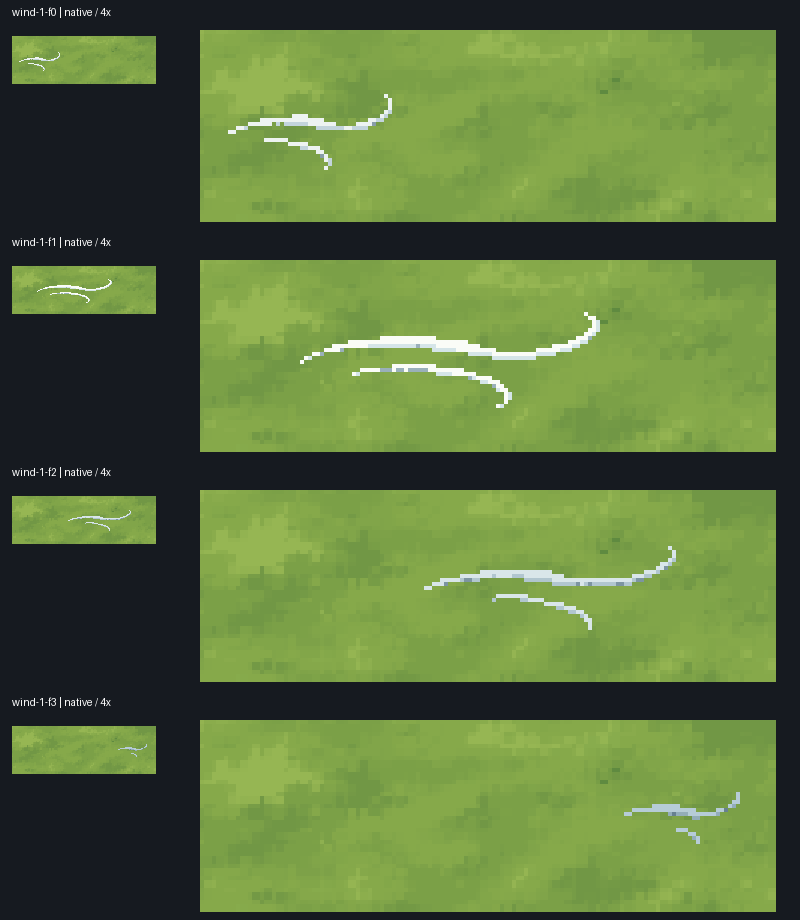 wind-1-f0 | native / 4x
wind-1-f1 | native / 4x
wind-1-f2 | native / 4x
wind-1-f3 | native / 4x